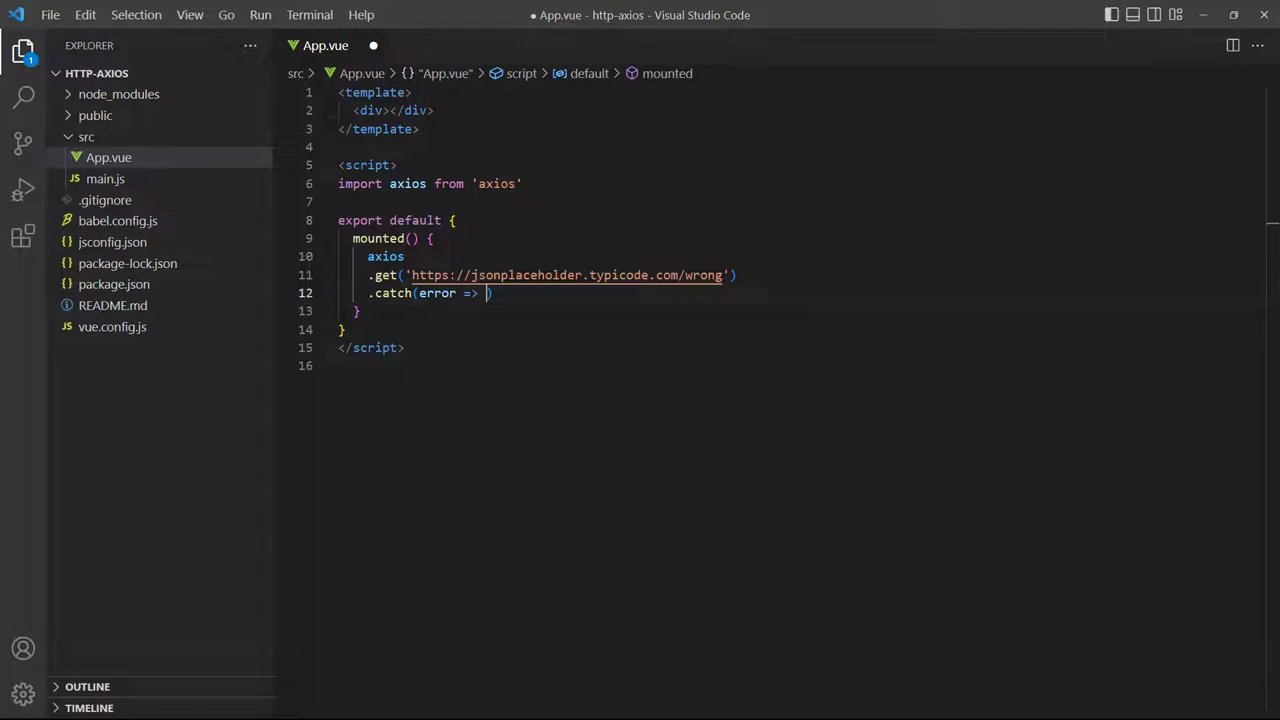 File Edit Selection View Go Run Terminal Help
● App.vue - http-axios - Visual Studio Code
EXPLORER
1
HTTP-AXIOS
node_modules
public
src
App.vue
JS main.js
.gitignore
babel.config.js
{} jsconfig.json
{} package-lock.json
{} package.json
README.md
JS vue.config.js
OUTLINE
TIMELINE
App.vue
src > App.vue > {} "App.vue" > script > default > mounted
1 <template>
2 <div></div>
3 </template>
4
5 <script>
6 import axios from 'axios'
7
8 export default {
9 mounted() {
10 axios
11 .get('https://jsonplaceholder.typicode.com/wrong')
12 .catch(error => )
13 }
14 }
15 </script>
16